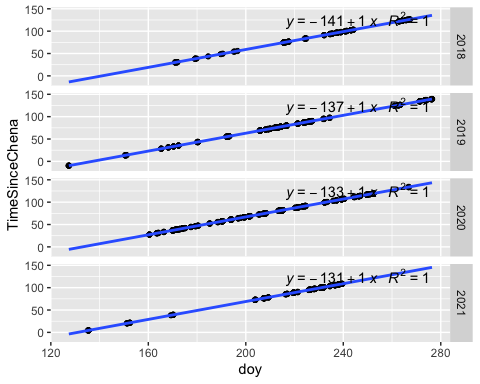 TimeSinceChena
150
100
50
0
y = − 141 + 1 x R² = 1
2018
150
100
50
0
y = − 137 + 1 x R² = 1
2019
150
100
50
0
y = − 133 + 1 x R² = 1
2020
150
100
50
0
y = − 131 + 1 x R² = 1
2021
120 160 200 240 280
doy